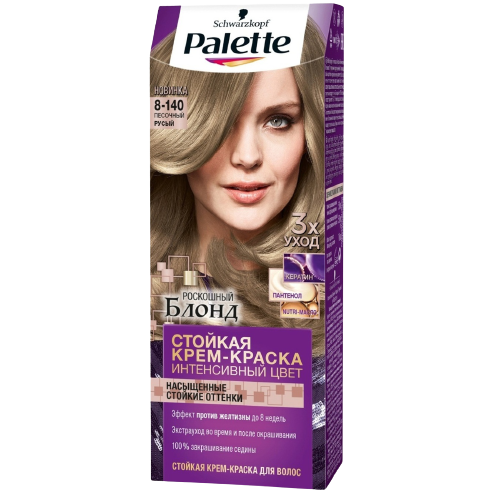 Schwarzkopf
Palette
НОВИНКА
8-140
ПЕСОЧНЫЙ
РУСЫЙ
3х
УХОД
КЕРАТИН
ПАНТЕНОЛ
NUTRI-МАСЛО
РОСКОШНЫЙ
БЛОНД
СТОЙКАЯ
КРЕМ-КРАСКА
ИНТЕНСИВНЫЙ ЦВЕТ
НАСЫЩЕННЫЕ
СТОЙКИЕ ОТТЕНКИ
Эффект против желтизны до 8 недель
Экстрауход во время и после окрашивания
100% закрашивание седины
СТОЙКАЯ КРЕМ-КРАСКА ДЛЯ ВОЛОС